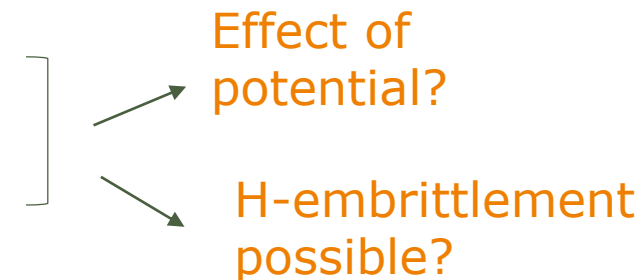 Effect of
potential?
H-embrittlement
possible?